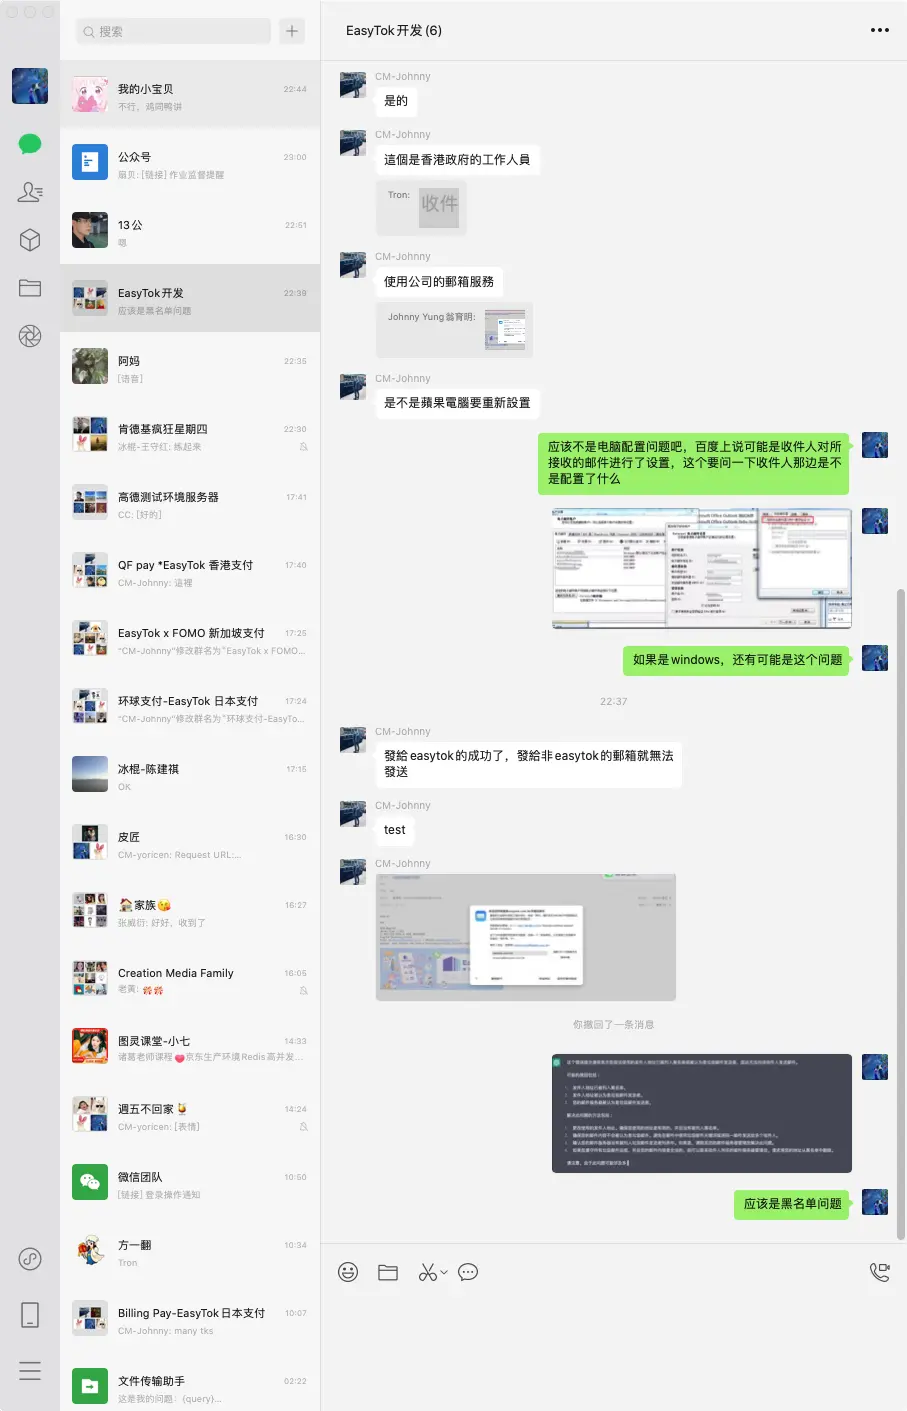 搜索
我的小宝贝
22:44
不行，鸡同鸭讲
公众号
23:00
扇贝: [链接] 作业监督提醒
13公
22:51
嗯
EasyTok开发
22:39
应该是黑名单问题
阿妈
22:35
[语音]
肯德基疯狂星期四
22:30
冰棍-王守红: 练起来
高德测试环境服务器
17:41
CC: [好的]
QF pay *EasyTok 香港支付
17:40
CM-Johnny: 這裡
EasyTok x FOMO 新加坡支付
17:25
"CM-Johnny"修改群名为"EasyTok x FOMO...
环球支付-EasyTok 日本支付
17:24
"CM-Johnny"修改群名为"环球支付-EasyTo...
冰棍-陈建祺
17:15
OK
皮匠
16:30
CM-yoricen: Request URL:...
🏠家族😘
16:27
张威衍: 好好，收到了
Creation Media Family
16:05
老黄:
图灵课堂-小七
14:33
诸葛老师课程❤️京东生产环境Redis高并发...
週五不回家
14:24
CM-yoricen: [表情]
微信团队
10:50
[链接] 登录操作通知
方一翻
10:34
Tron
Billing Pay-EasyTok日本支付
10:07
CM-Johnny: many tks
文件传输助手
02:22
这是我的问题：{query}...
EasyTok开发 (6)
CM-Johnny
是的
CM-Johnny
這個是香港政府的工作人員
Tron:
收件
CM-Johnny
使用公司的郵箱服務
Johnny Yung翁育明:
CM-Johnny
是不是蘋果電腦要重新設置
应该不是电脑配置问题吧，百度上说可能是收件人对所
接收的邮件进行了设置，这个要问一下收件人那边是不
是配置了什么
如果是windows，还有可能是这个问题
22:37
CM-Johnny
發給easytok的成功了，發給非easytok的郵箱就無法
發送
CM-Johnny
test
CM-Johnny
你撤回了一条消息
应该是黑名单问题